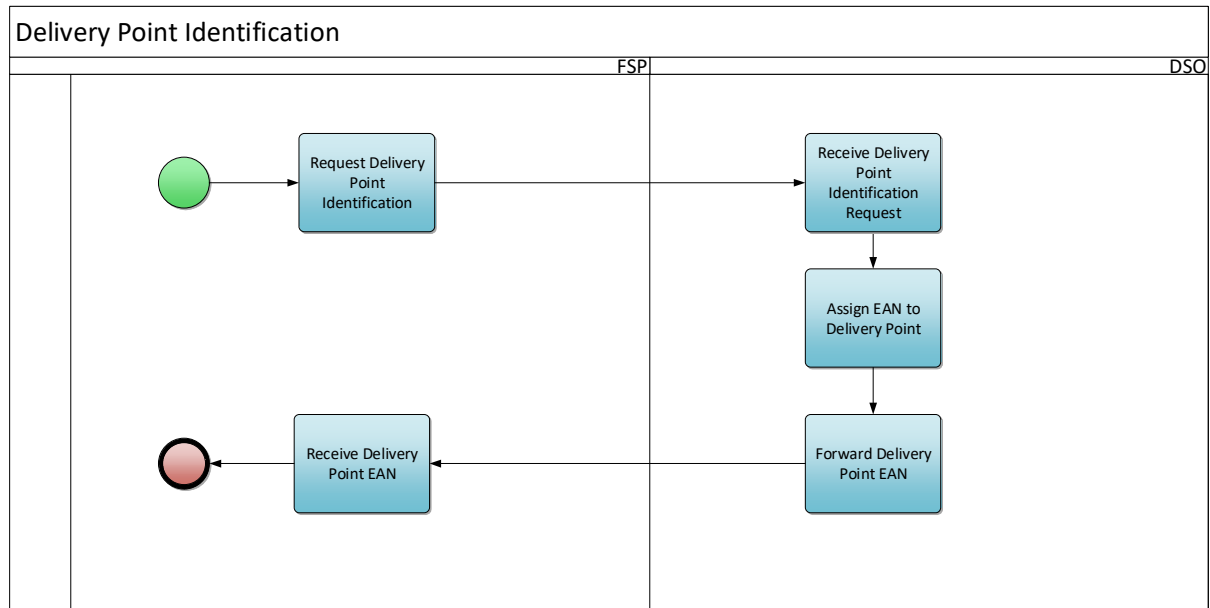 Delivery Point Identification
FSP
DSO
Request Delivery
Point
Identification
Receive Delivery
Point
Identification
Request
Assign EAN to
Delivery Point
Forward Delivery
Point EAN
Receive Delivery
Point EAN